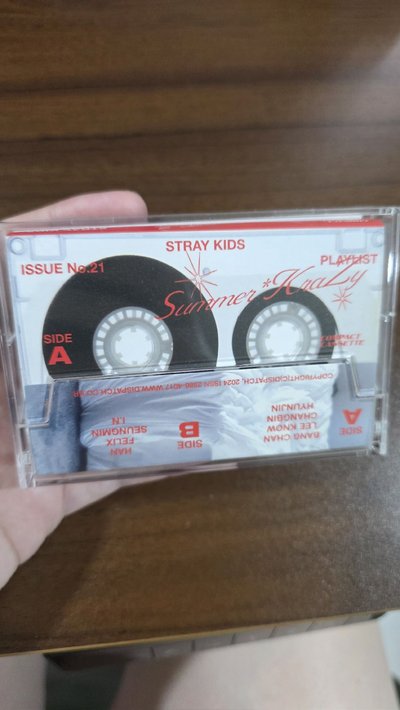 STRAY KIDS
ISSUE No.21
PLAYLIST
Summer*KraZy
SIDE
A
COMPACT
CASSETTE
COPYRIGHT(C)DISPATCH. 2024 ISSN 2986-4017 WWW.DISPATCH.CO.KR
SIDE
A
BANG CHAN
LEE KNOW
CHANGBIN
HYUNJIN
SIDE
B
HAN
FELIX
SEUNGMIN
I.N